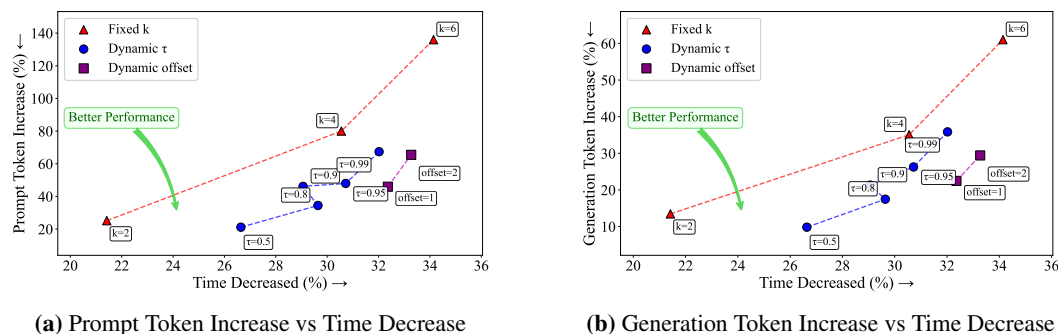 Prompt Token Increase (%) ←
140
120
100
80
60
40
20
Fixed k
Dynamic τ
Dynamic offset
Better Performance
k=6
k=4
τ=0.99
τ=0.9
τ=0.8
τ=0.95
offset=2
offset=1
k=2
τ=0.5
20 22 24 26 28 30 32 34 36
Time Decreased (%) →
(a) Prompt Token Increase vs Time Decrease
Generation Token Increase (%) ←
60
50
40
30
20
10
Fixed k
Dynamic τ
Dynamic offset
Better Performance
k=6
k=4
τ=0.99
τ=0.9
τ=0.95
offset=2
τ=0.8
offset=1
k=2
τ=0.5
20 22 24 26 28 30 32 34 36
Time Decreased (%) →
(b) Generation Token Increase vs Time Decrease